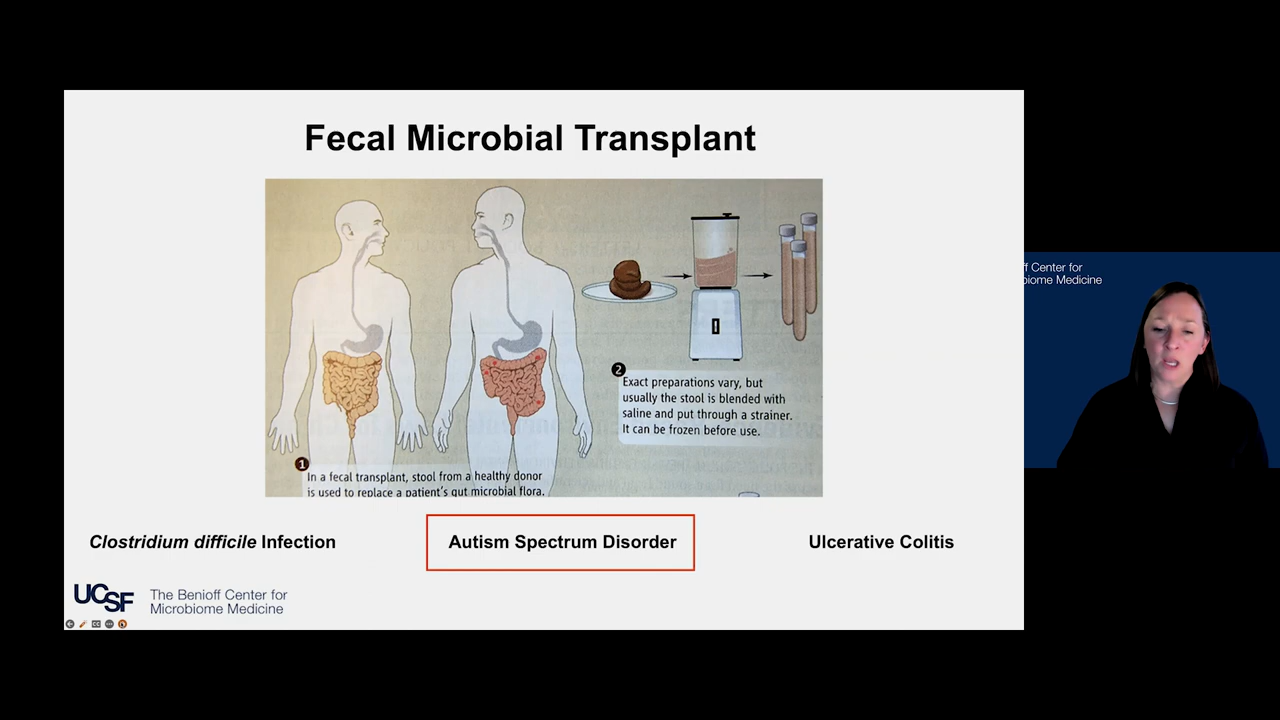 Fecal Microbial Transplant
1
In a fecal transplant, stool from a healthy donor
is used to replace a patient's gut microbial flora.
2
Exact preparations vary, but
usually the stool is blended with
saline and put through a strainer.
It can be frozen before use.
Clostridium difficile Infection
Autism Spectrum Disorder
Ulcerative Colitis
UCSF
The Benioff Center for
Microbiome Medicine
Center for
Medicine